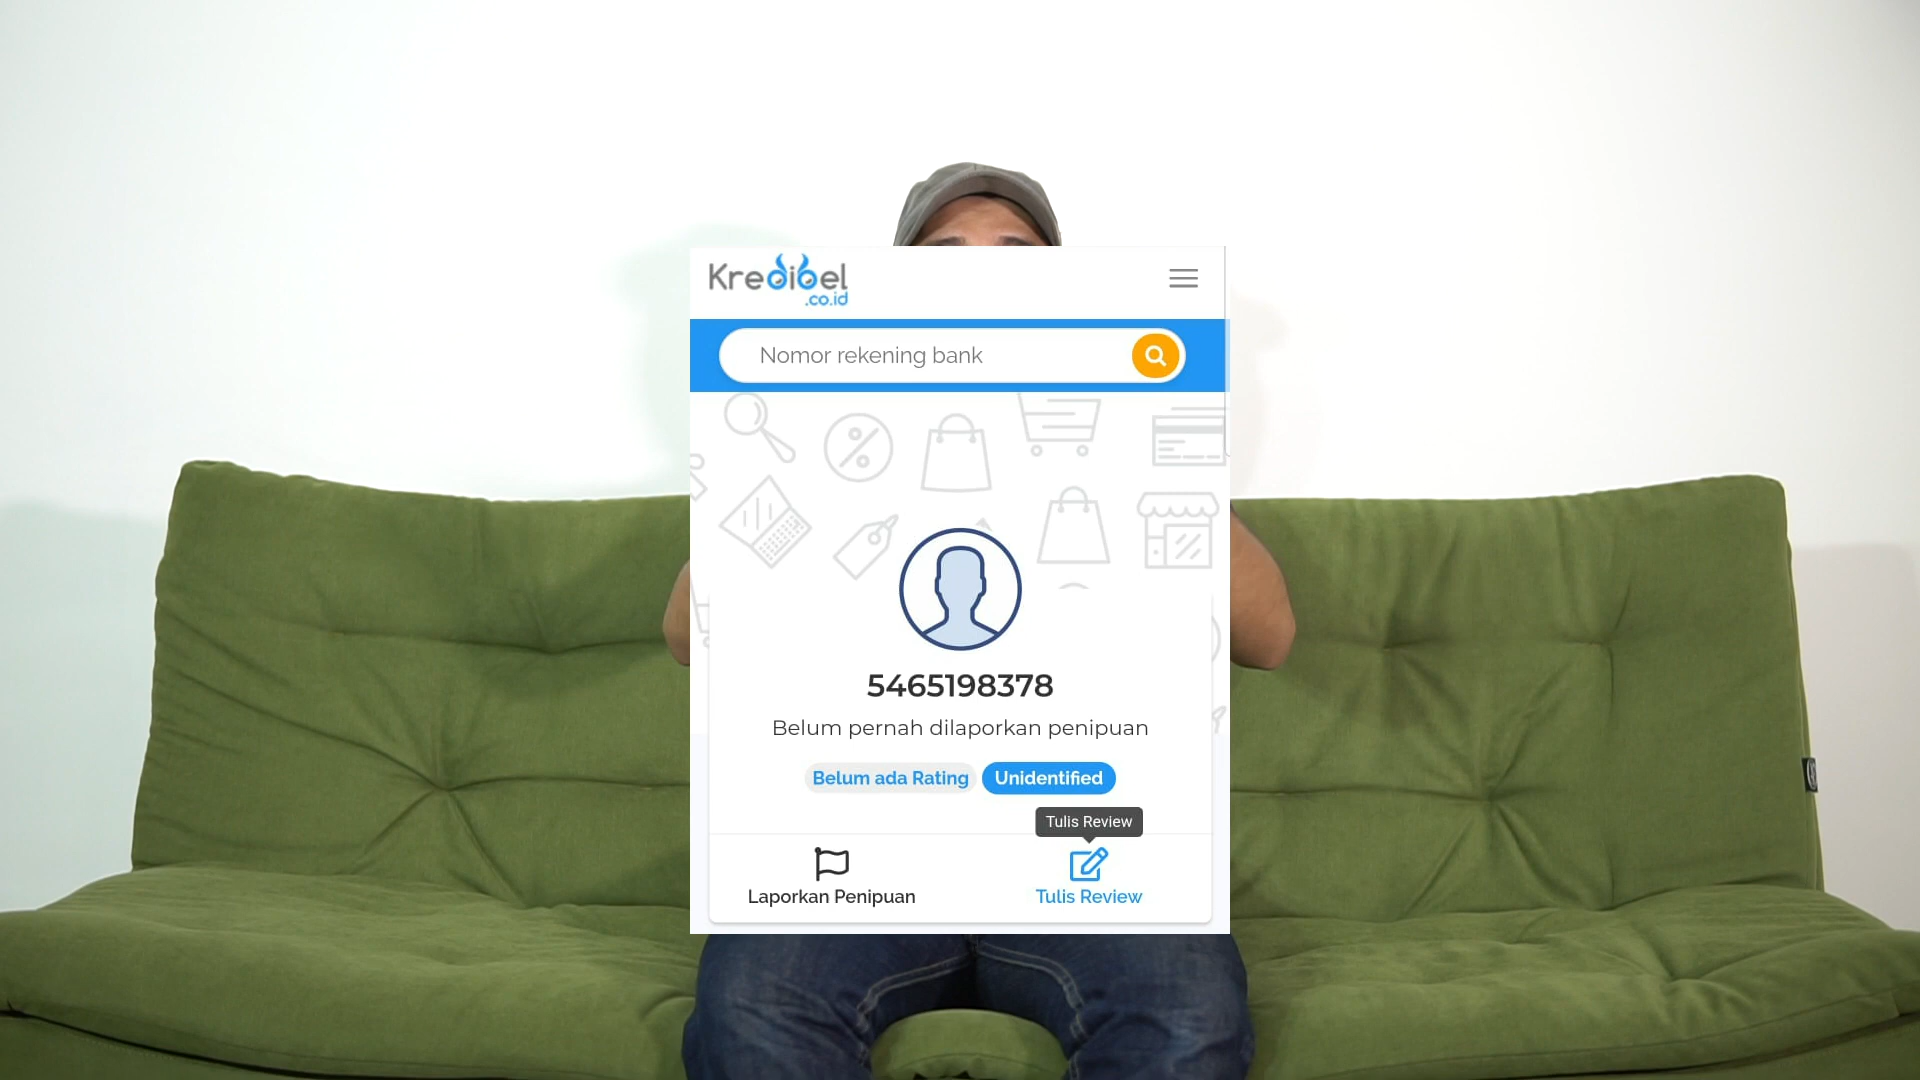 Kredibel
.co.id
Nomor rekening bank
5465198378
Belum pernah dilaporkan penipuan
Belum ada Rating
Unidentified
Tulis Review
Laporkan Penipuan
Tulis Review